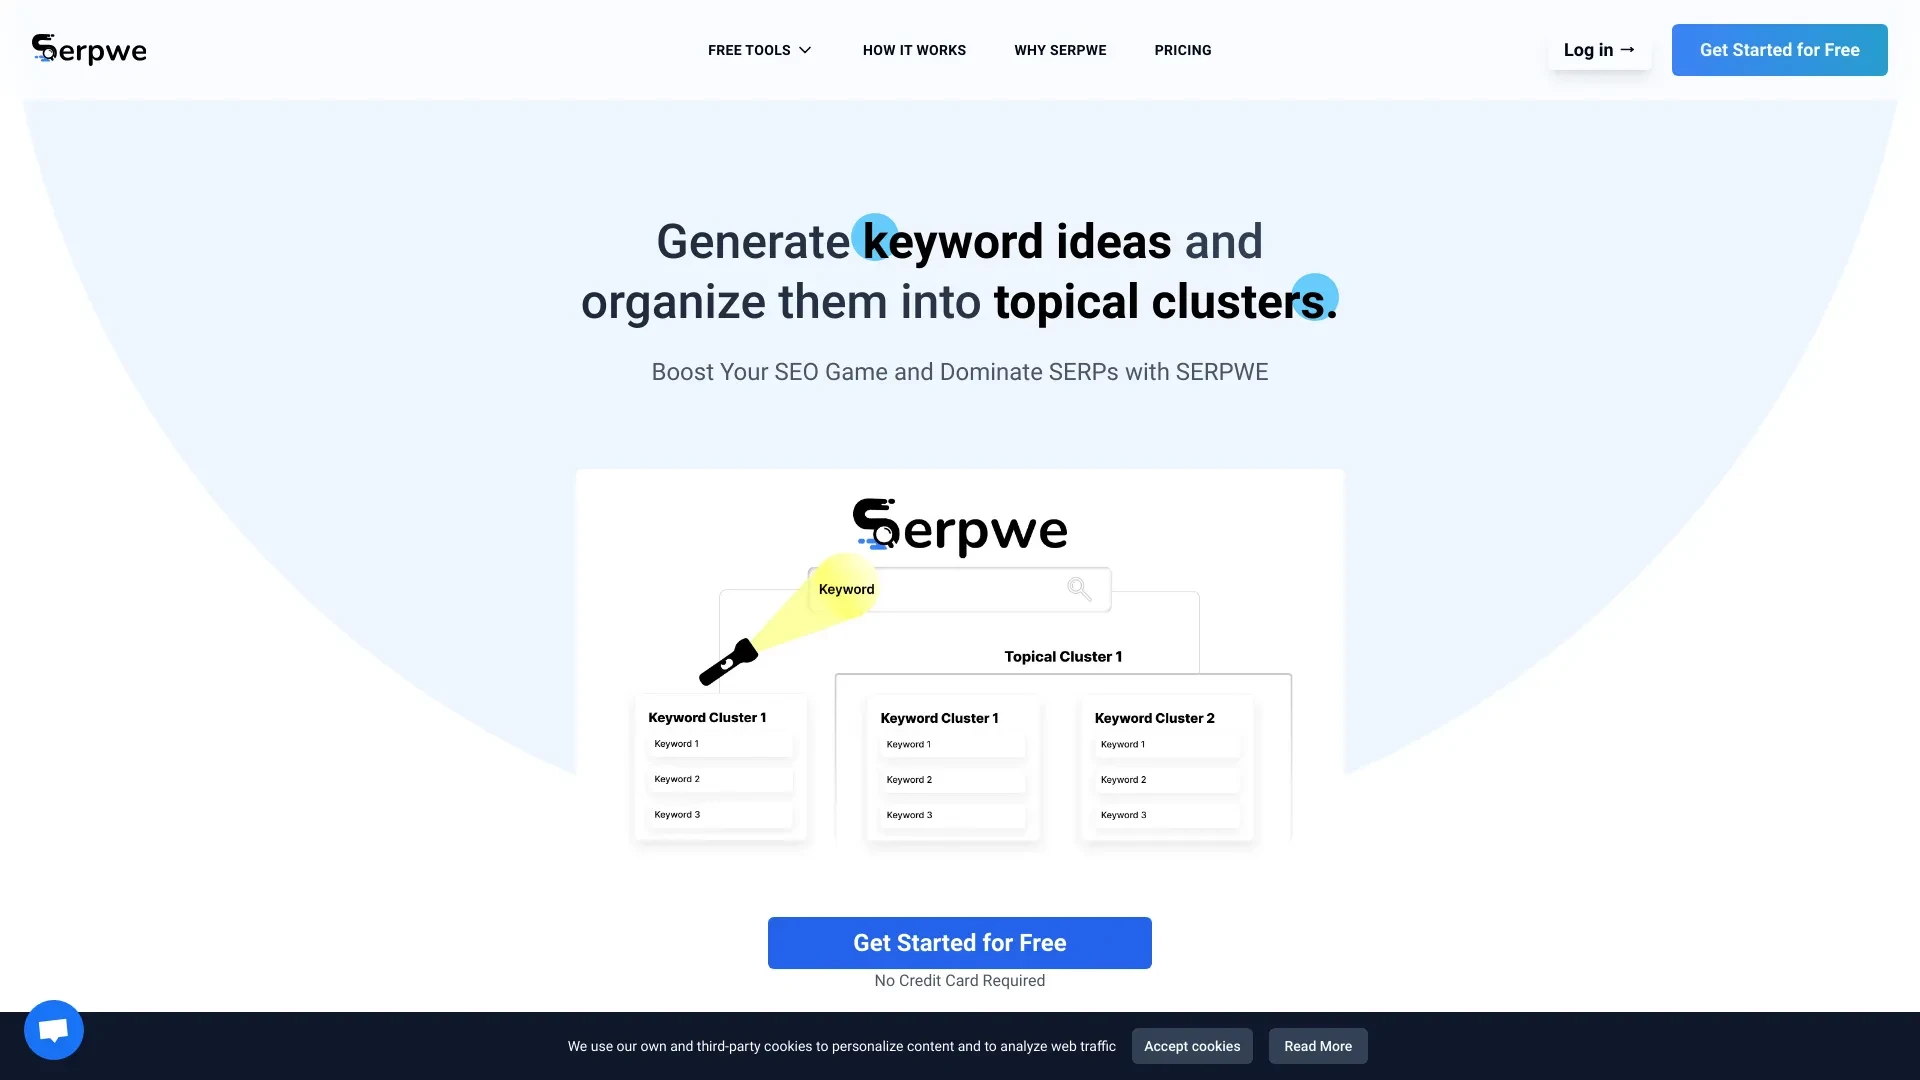 Serpwe
FREE TOOLS
HOW IT WORKS
WHY SERPWE
PRICING
Log in →
Get Started for Free
Generate keyword ideas and
organize them into topical clusters.
Boost Your SEO Game and Dominate SERPs with SERPWE
Serpwe
Keyword
Topical Cluster 1
Keyword Cluster 1
Keyword 1
Keyword 2
Keyword 3
Keyword Cluster 1
Keyword 1
Keyword 2
Keyword 3
Keyword Cluster 2
Keyword 1
Keyword 2
Keyword 3
Get Started for Free
No Credit Card Required
We use our own and third-party cookies to personalize content and to analyze web traffic
Accept cookies
Read More